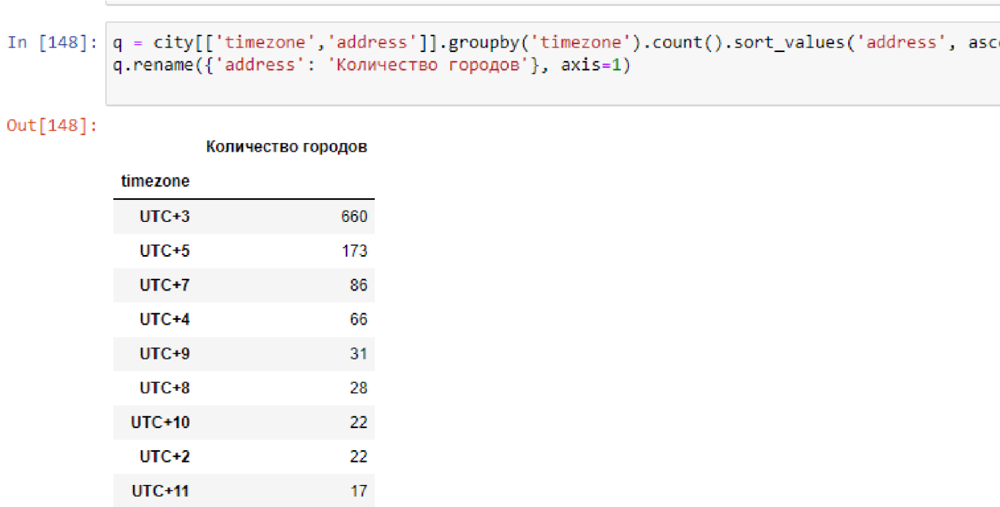 In [148]: q = city[['timezone','address']].groupby('timezone').count().sort_values('address', asc
q.rename({'address': 'Количество городов'}, axis=1)
Out[148]:
Количество городов
timezone
UTC+3 660
UTC+5 173
UTC+7 86
UTC+4 66
UTC+9 31
UTC+8 28
UTC+10 22
UTC+2 22
UTC+11 17